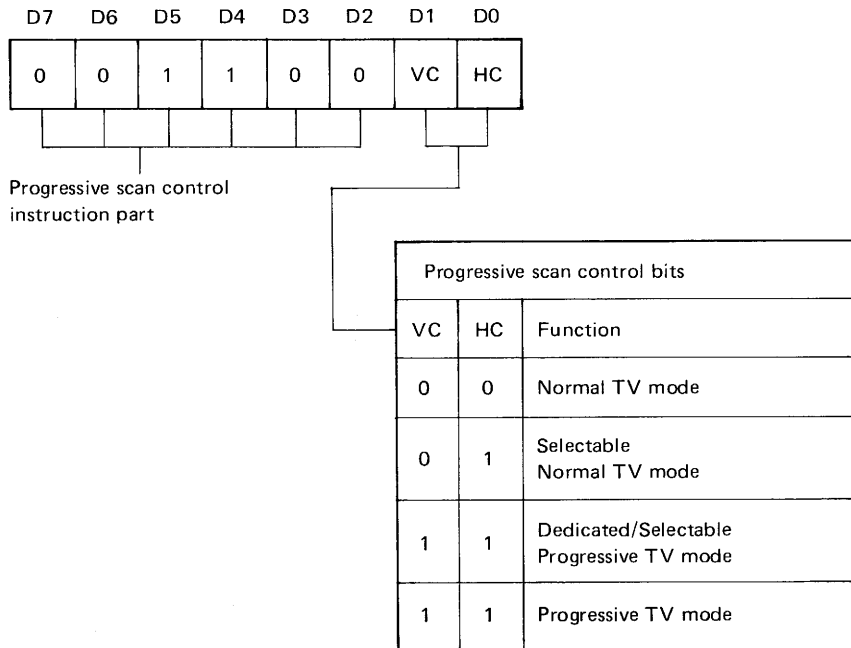 D7 D6 D5 D4 D3 D2 D1 D0
0 0 1 1 0 0 VC HC
Progressive scan control
instruction part
Progressive scan control bits
VC HC Function
0 0 Normal TV mode
0 1 Selectable
Normal TV mode
1 1 Dedicated/Selectable
Progressive TV mode
1 1 Progressive TV mode